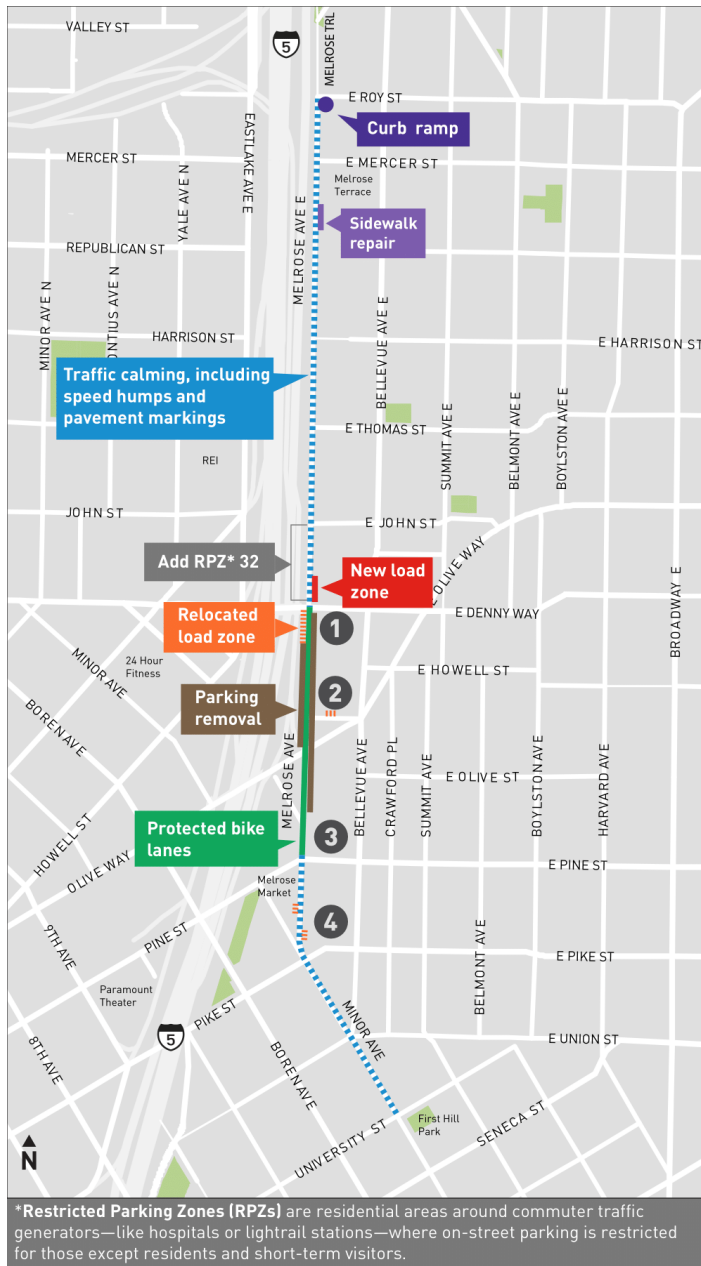 VALLEY ST
5
MELROSE TRL
E ROY ST
Curb ramp
EASTLAKE AVE E
MERCER ST
E MERCER ST
YALE AVE N
Melrose
Terrace
MELROSE AVE E
Sidewalk
repair
REPUBLICAN ST
MINOR AVE N
ONTIUS AVE N
HARRISON ST
E HARRISON ST
BELLEVUE AVE E
Traffic calming, including
speed humps and
pavement markings
SUMMIT AVE E
BELMONT AVE E
BOYLSTON AVE E
E THOMAS ST
REI
JOHN ST
E JOHN ST
E OLIVE WAY
Add RPZ* 32
New load
zone
BROADWAY E
E DENNY WAY
Relocated
load zone
1
MINOR AVE
24 Hour
Fitness
E HOWELL ST
Parking
removal
2
BOREN AVE
MELROSE AVE
BELLEVUE AVE
CRAWFORD PL
SUMMIT AVE
E OLIVE ST
BOYLSTON AVE
HARVARD AVE
Protected bike
lanes
3
HOWELL ST
OLIVE WAY
E PINE ST
Melrose
Market
4
9TH AVE
PINE ST
BELMONT AVE
E PIKE ST
Paramount
Theater
PIKE ST
MINOR AVE
5
E UNION ST
8TH AVE
BOREN AVE
First Hill
Park
UNIVERSITY ST
SENECA ST
N
*Restricted Parking Zones (RPZs) are residential areas around commuter traffic
generators—like hospitals or lightrail stations—where on-street parking is restricted
for those except residents and short-term visitors.